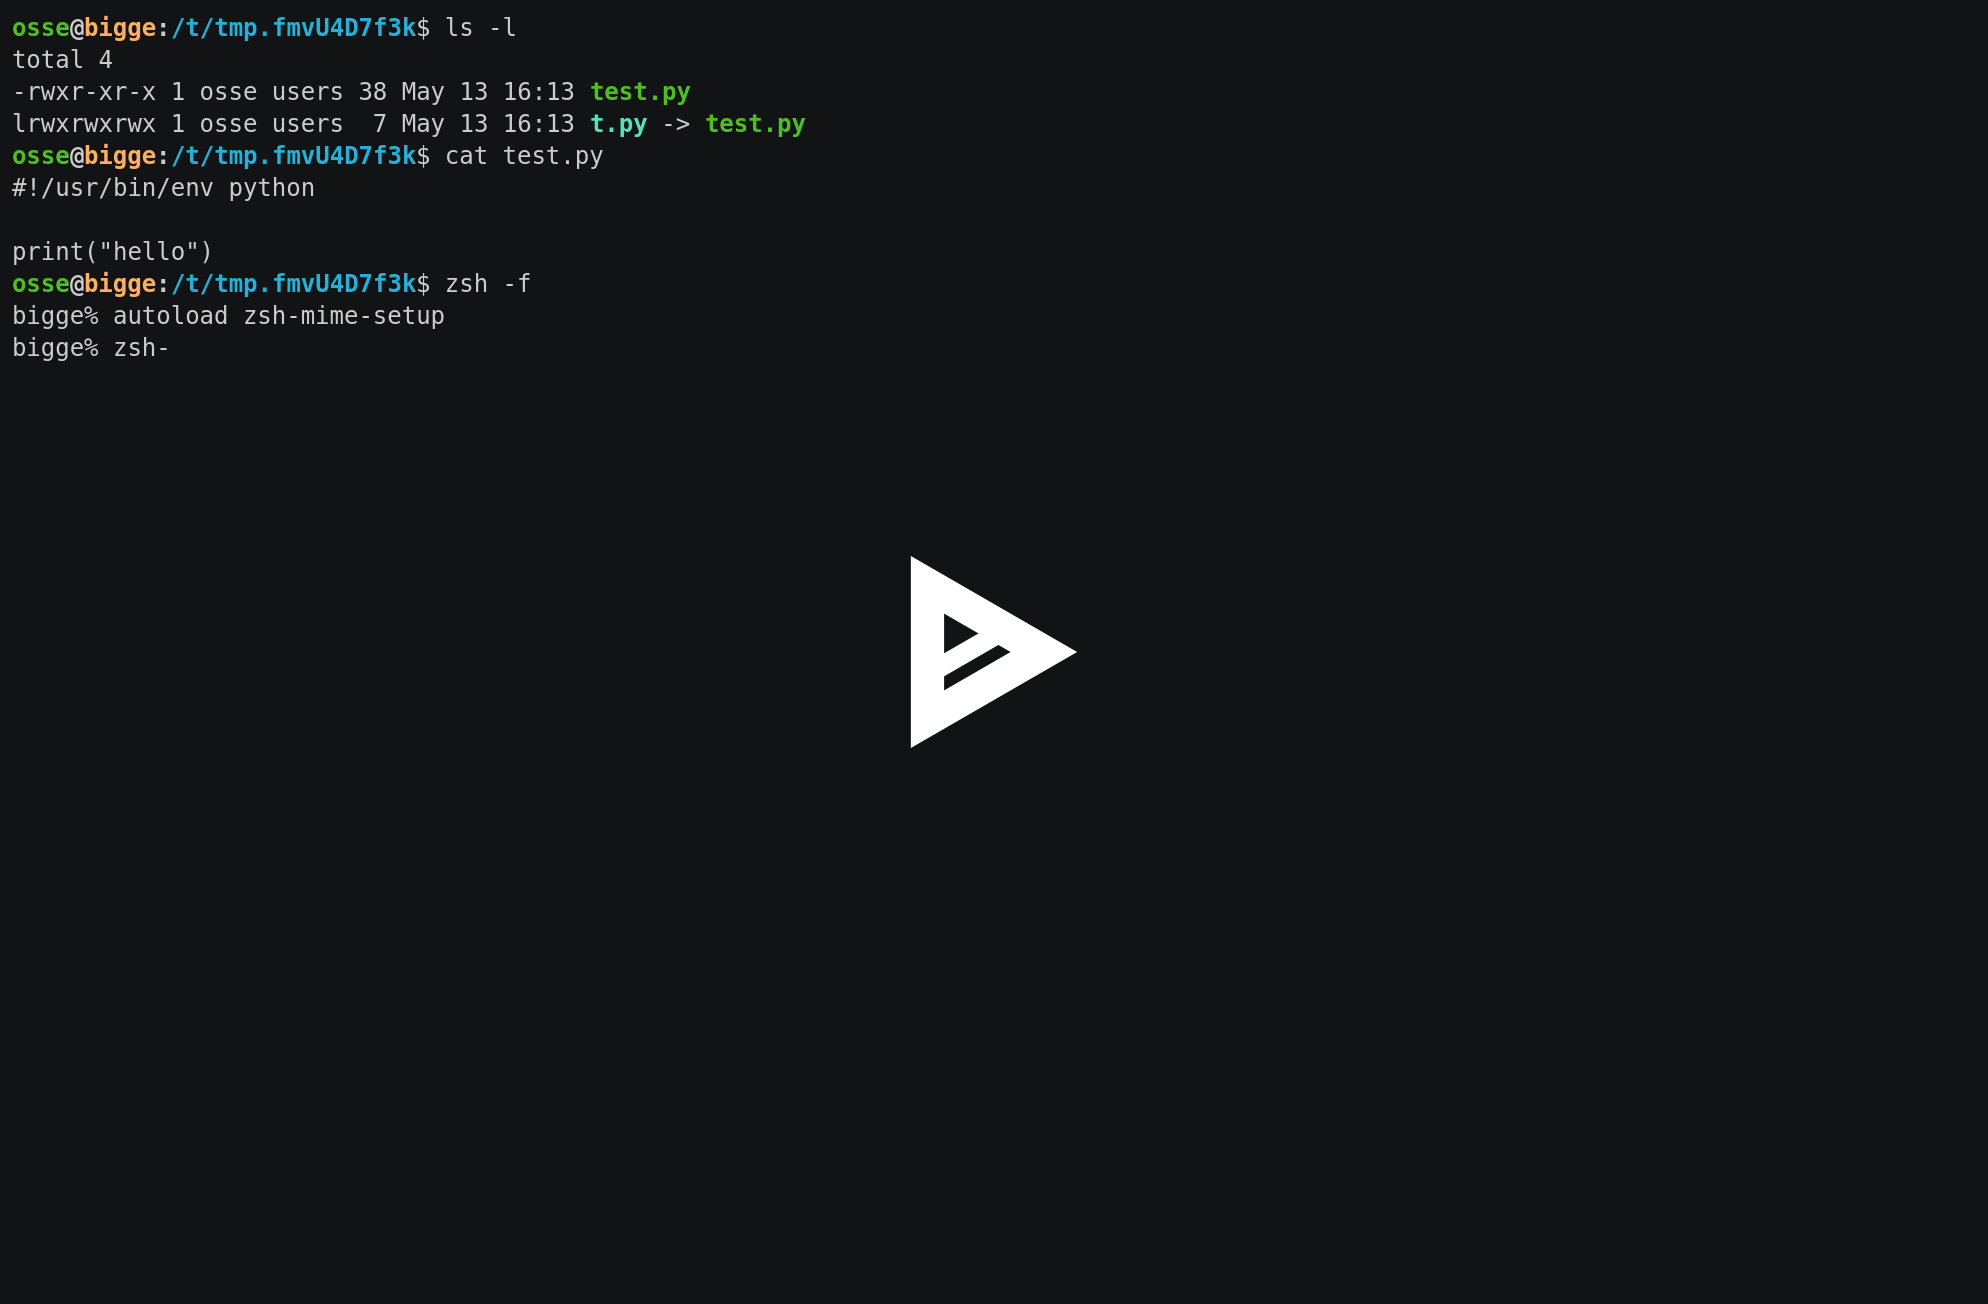 osse@bigge:/t/tmp.fmvU4D7f3k$ ls -l
total 4
-rwxr-xr-x 1 osse users 38 May 13 16:13 test.py
lrwxrwxrwx 1 osse users  7 May 13 16:13 t.py -> test.py
osse@bigge:/t/tmp.fmvU4D7f3k$ cat test.py
#!/usr/bin/env python

print("hello")
osse@bigge:/t/tmp.fmvU4D7f3k$ zsh -f
bigge% autoload zsh-mime-setup
bigge% zsh-